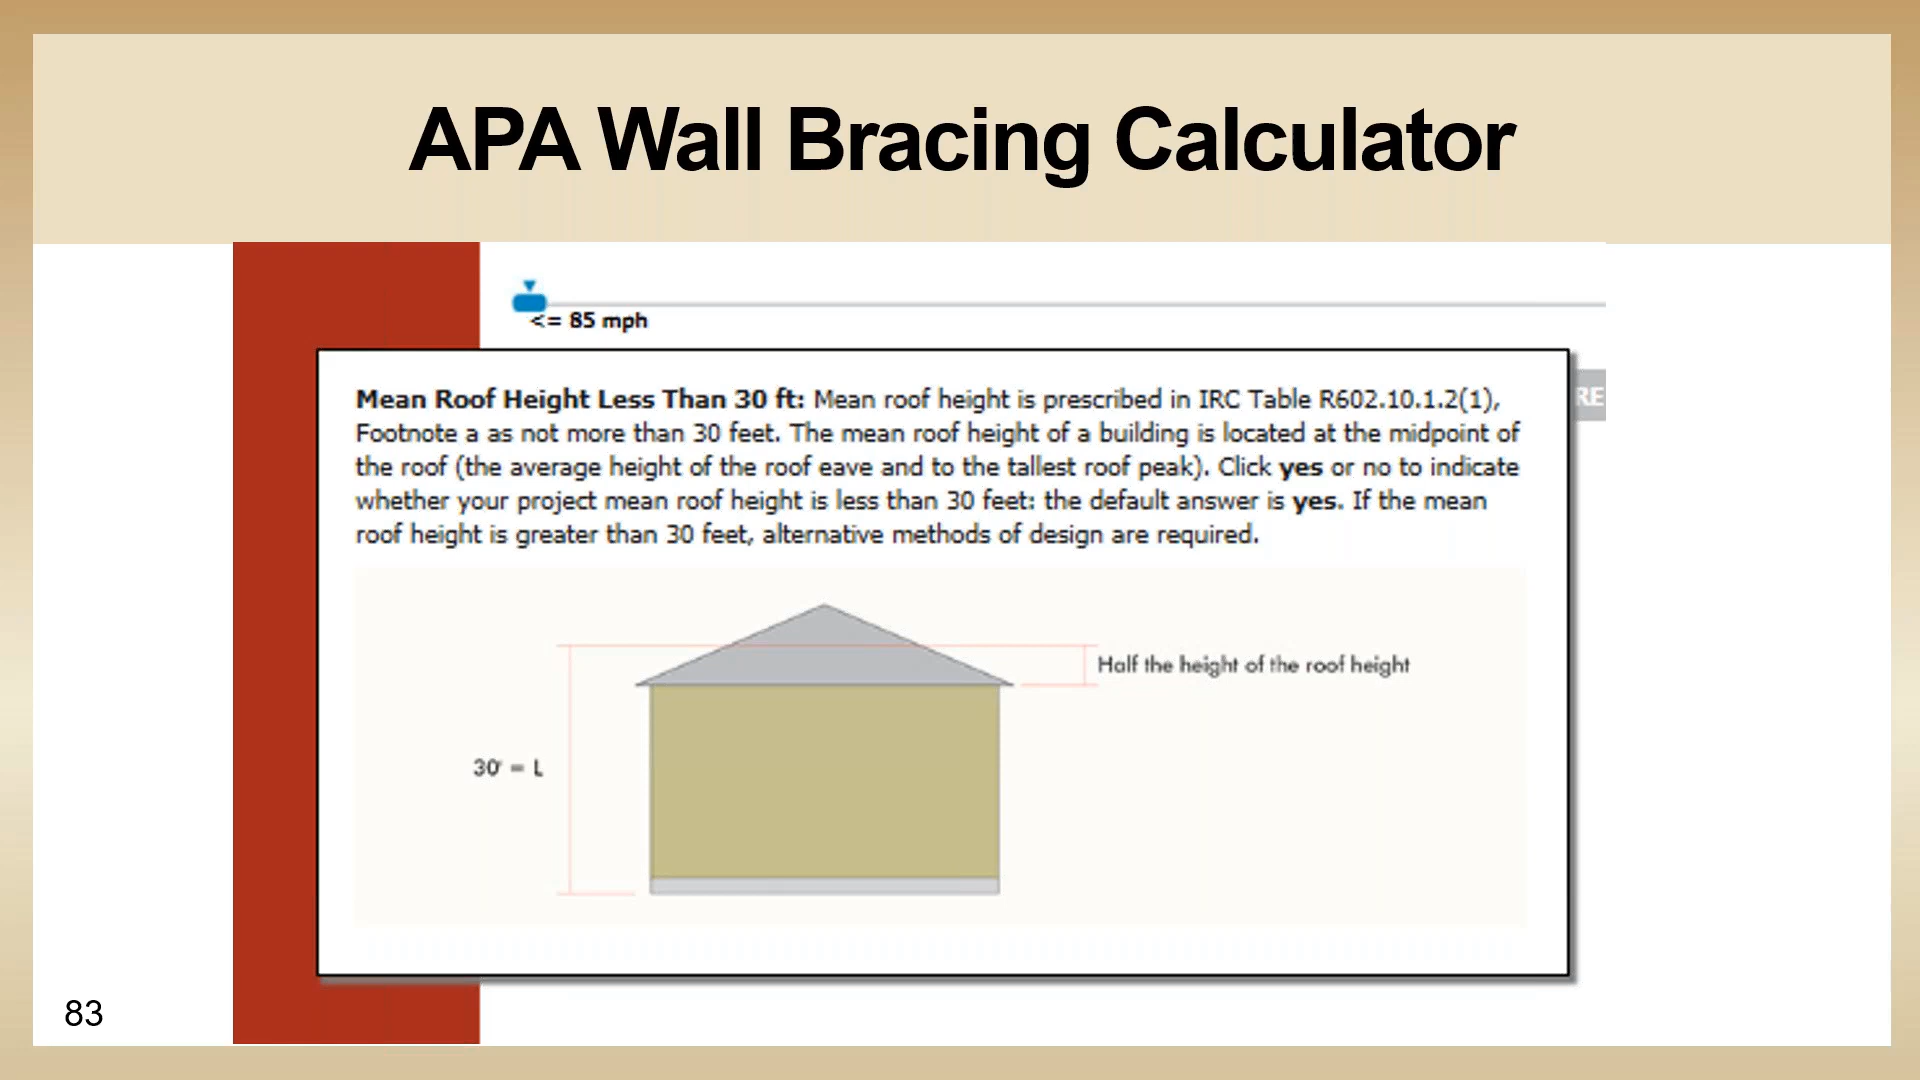 APA Wall Bracing Calculator
<= 85 mph
RE
Mean Roof Height Less Than 30 ft: Mean roof height is prescribed in IRC Table R602.10.1.2(1),
Footnote a as not more than 30 feet. The mean roof height of a building is located at the midpoint of
the roof (the average height of the roof eave and to the tallest roof peak). Click yes or no to indicate
whether your project mean roof height is less than 30 feet: the default answer is yes. If the mean
roof height is greater than 30 feet, alternative methods of design are required.
Half the height of the roof height
30' = L
83